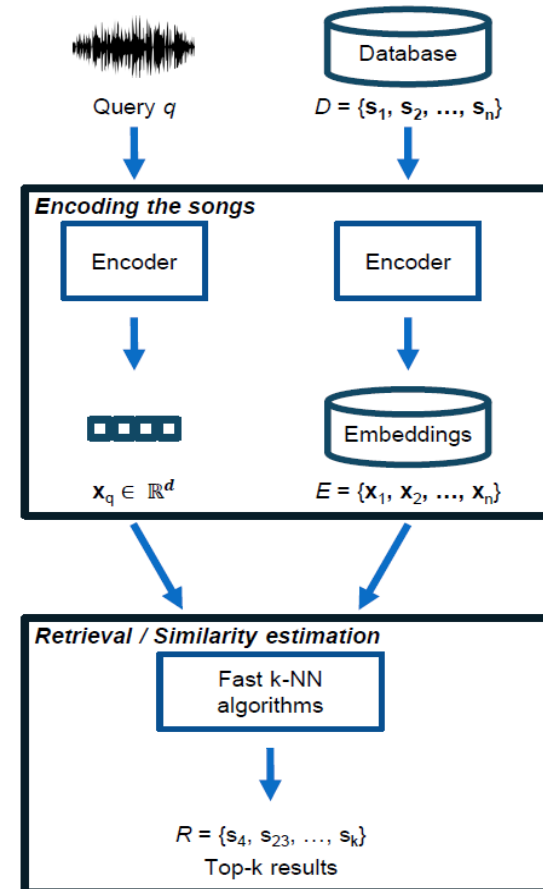 Database
Query q
D = {s₁, s₂, ..., sₙ}
Encoding the songs
Encoder
Encoder
Embeddings
x_q ∈ ℝᵈ
E = {x₁, x₂, ..., xₙ}
Retrieval / Similarity estimation
Fast k-NN
algorithms
R = {s₄, s₂₃, ..., sₖ}
Top-k results